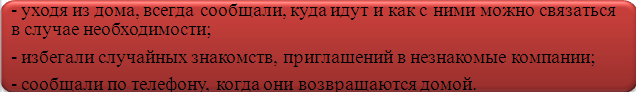 - уходя из дома, всегда сообщали, куда идут и как с ними можно связаться
в случае необходимости;
- избегали случайных знакомств, приглашений в незнакомые компании;
- сообщали по телефону, когда они возвращаются домой.